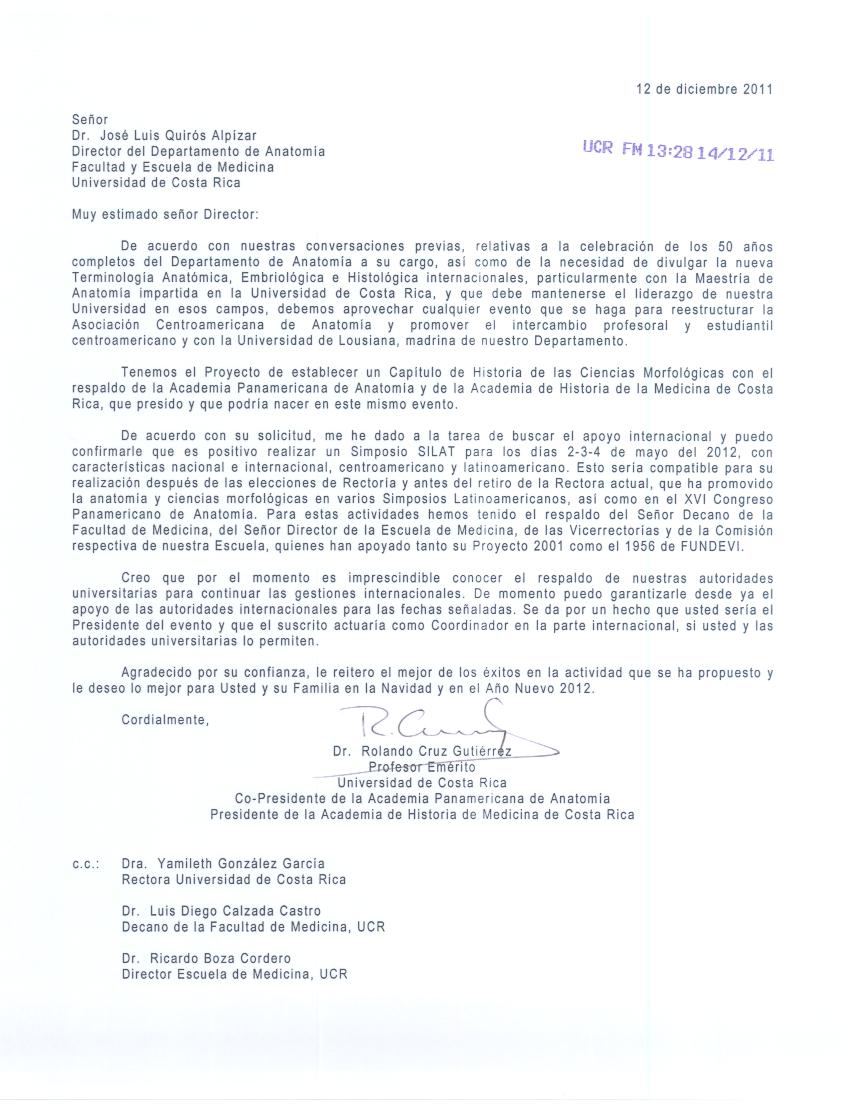 12 de diciembre 2011
Señor
Dr. José Luis Quirós Alpízar
Director del Departamento de Anatomía
UCR FM 13:28 14/12/11
Facultad y Escuela de Medicina
Universidad de Costa Rica
Muy estimado señor Director:
De acuerdo con nuestras conversaciones previas, relativas a la celebración de los 50 años
completos del Departamento de Anatomía a su cargo, así como de la necesidad de divulgar la nueva
Terminología Anatómica, Embriológica e Histológica internacionales, particularmente con la Maestría de
Anatomía impartida en la Universidad de Costa Rica, y que debe mantenerse el liderazgo de nuestra
Universidad en esos campos, debemos aprovechar cualquier evento que se haga para reestructurar la
Asociación Centroamericana de Anatomía y promover el intercambio profesoral y estudiantil
centroamericano y con la Universidad de Lousiana, madrina de nuestro Departamento.
Tenemos el Proyecto de establecer un Capítulo de Historia de las Ciencias Morfológicas con el
respaldo de la Academia Panamericana de Anatomía y de la Academia de Historia de la Medicina de Costa
Rica, que presido y que podría nacer en este mismo evento.
De acuerdo con su solicitud, me he dado a la tarea de buscar el apoyo internacional y puedo
confirmarle que es positivo realizar un Simposio SILAT para los días 2-3-4 de mayo del 2012, con
características nacional e internacional, centroamericano y latinoamericano. Esto sería compatible para su
realización después de las elecciones de Rectoría y antes del retiro de la Rectora actual, que ha promovido
la anatomía y ciencias morfológicas en varios Simposios Latinoamericanos, así como en el XVI Congreso
Panamericano de Anatomía. Para estas actividades hemos tenido el respaldo del Señor Decano de la
Facultad de Medicina, del Señor Director de la Escuela de Medicina, de las Vicerrectorías y de la Comisión
respectiva de nuestra Escuela, quienes han apoyado tanto su Proyecto 2001 como el 1956 de FUNDEVI.
Creo que por el momento es imprescindible conocer el respaldo de nuestras autoridades
universitarias para continuar las gestiones internacionales. De momento puedo garantizarle desde ya el
apoyo de las autoridades internacionales para las fechas señaladas. Se da por un hecho que usted sería el
Presidente del evento y que el suscrito actuaría como Coordinador en la parte internacional, si usted y las
autoridades universitarias lo permiten.
Agradecido por su confianza, le reitero el mejor de los éxitos en la actividad que se ha propuesto y
le deseo lo mejor para Usted y su Familia en la Navidad y en el Año Nuevo 2012.
Cordialmente,
Dr. Rolando Cruz Gutiérrez
Profesor Emérito
Universidad de Costa Rica
Co-Presidente de la Academia Panamericana de Anatomía
Presidente de la Academia de Historia de Medicina de Costa Rica
c.c.: Dra. Yamileth González García
Rectora Universidad de Costa Rica
Dr. Luis Diego Calzada Castro
Decano de la Facultad de Medicina, UCR
Dr. Ricardo Boza Cordero
Director Escuela de Medicina, UCR